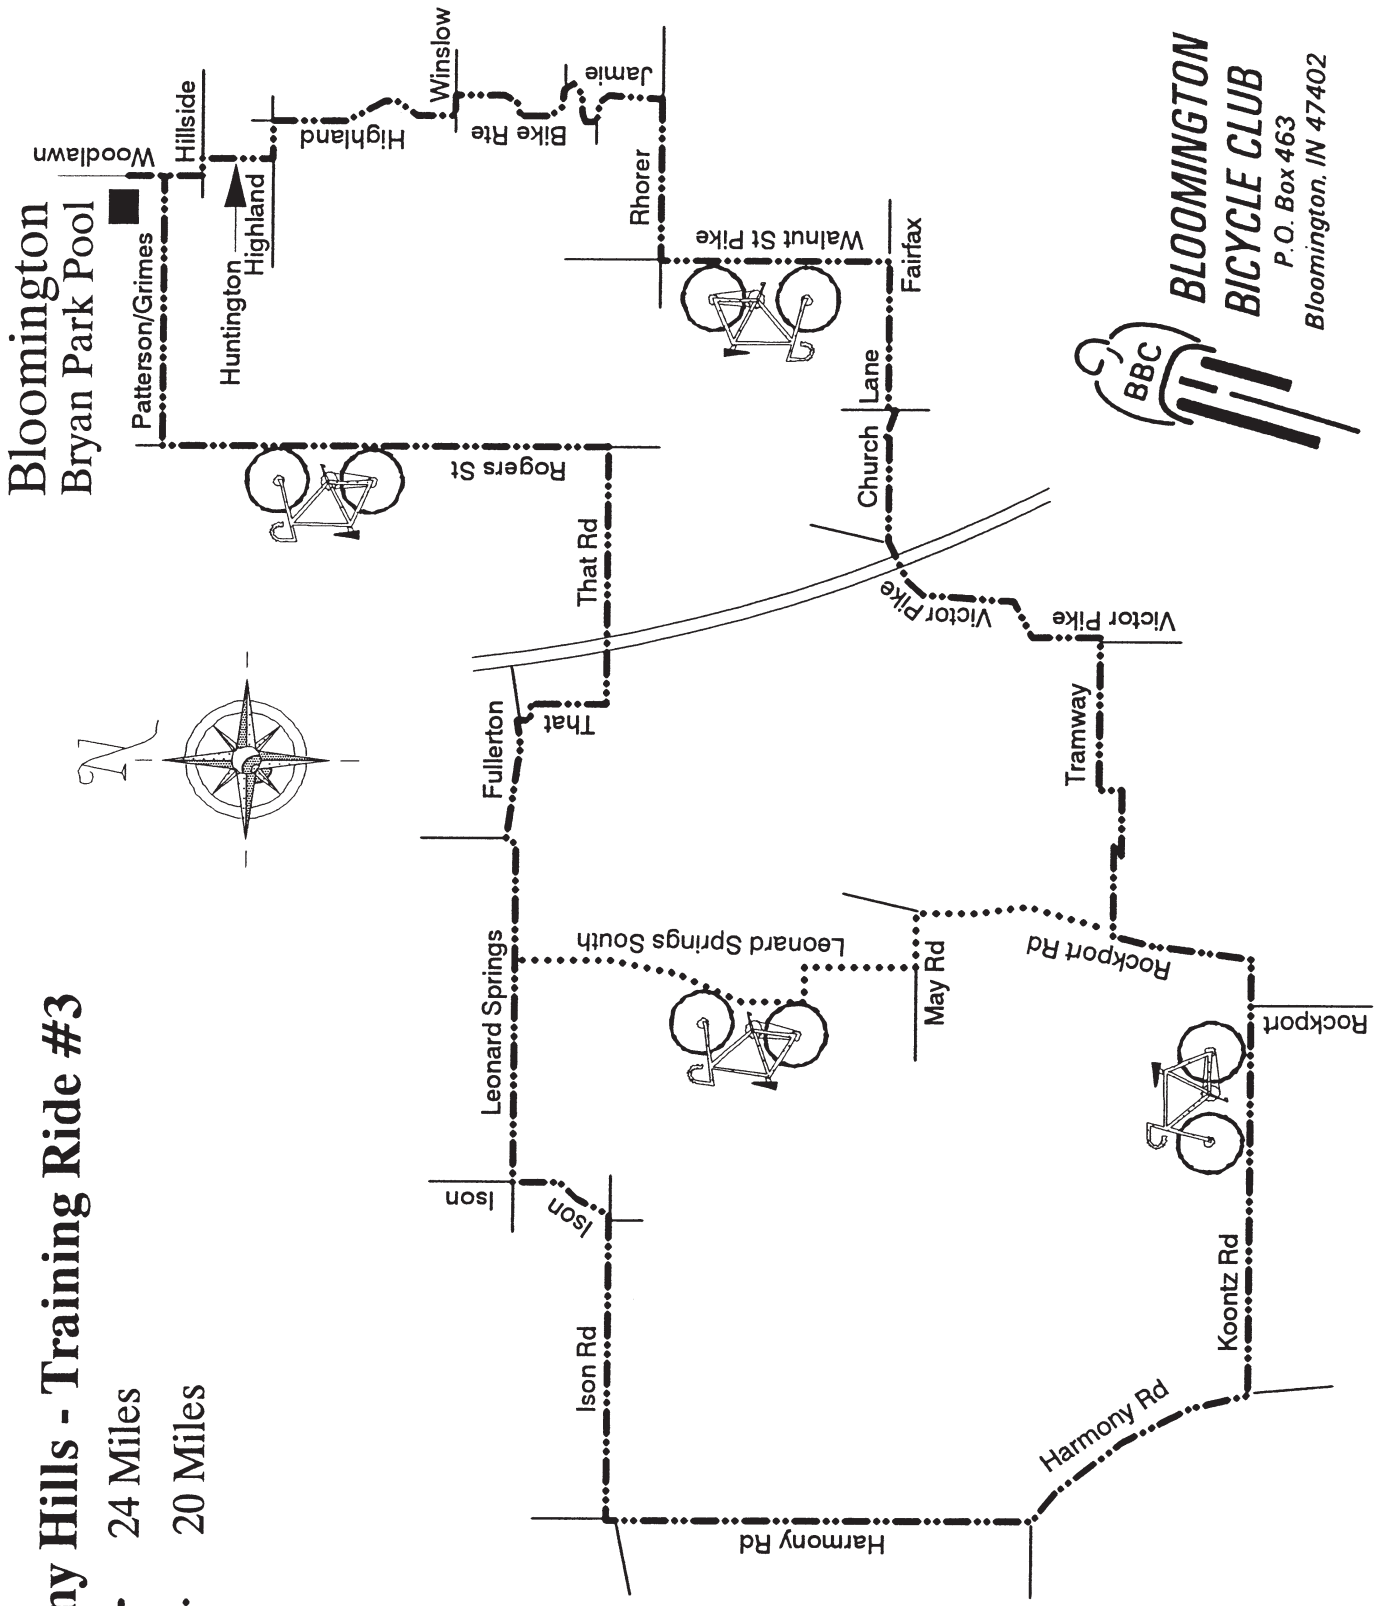 ny Hills - Training Ride #3
24 Miles
20 Miles
Bloomington
Bryan Park Pool
N
Woodlawn
Hillside
Patterson/Grimes
Huntington
Highland
Highland
Winslow
Bike Rte
Jamie
Rhorer
Walnut St Pike
Fairfax
Church Lane
Rogers St
That Rd
That
Fullerton
Victor Pike
Victor Pike
Tramway
Leonard Springs
Leonard Springs South
May Rd
Rockport Rd
Rockport
Ison
Ison
Ison Rd
Koontz Rd
Harmony Rd
Harmony Rd
BBC
BLOOMINGTON
BICYCLE CLUB
P.O. Box 463
Bloomington, IN 47402